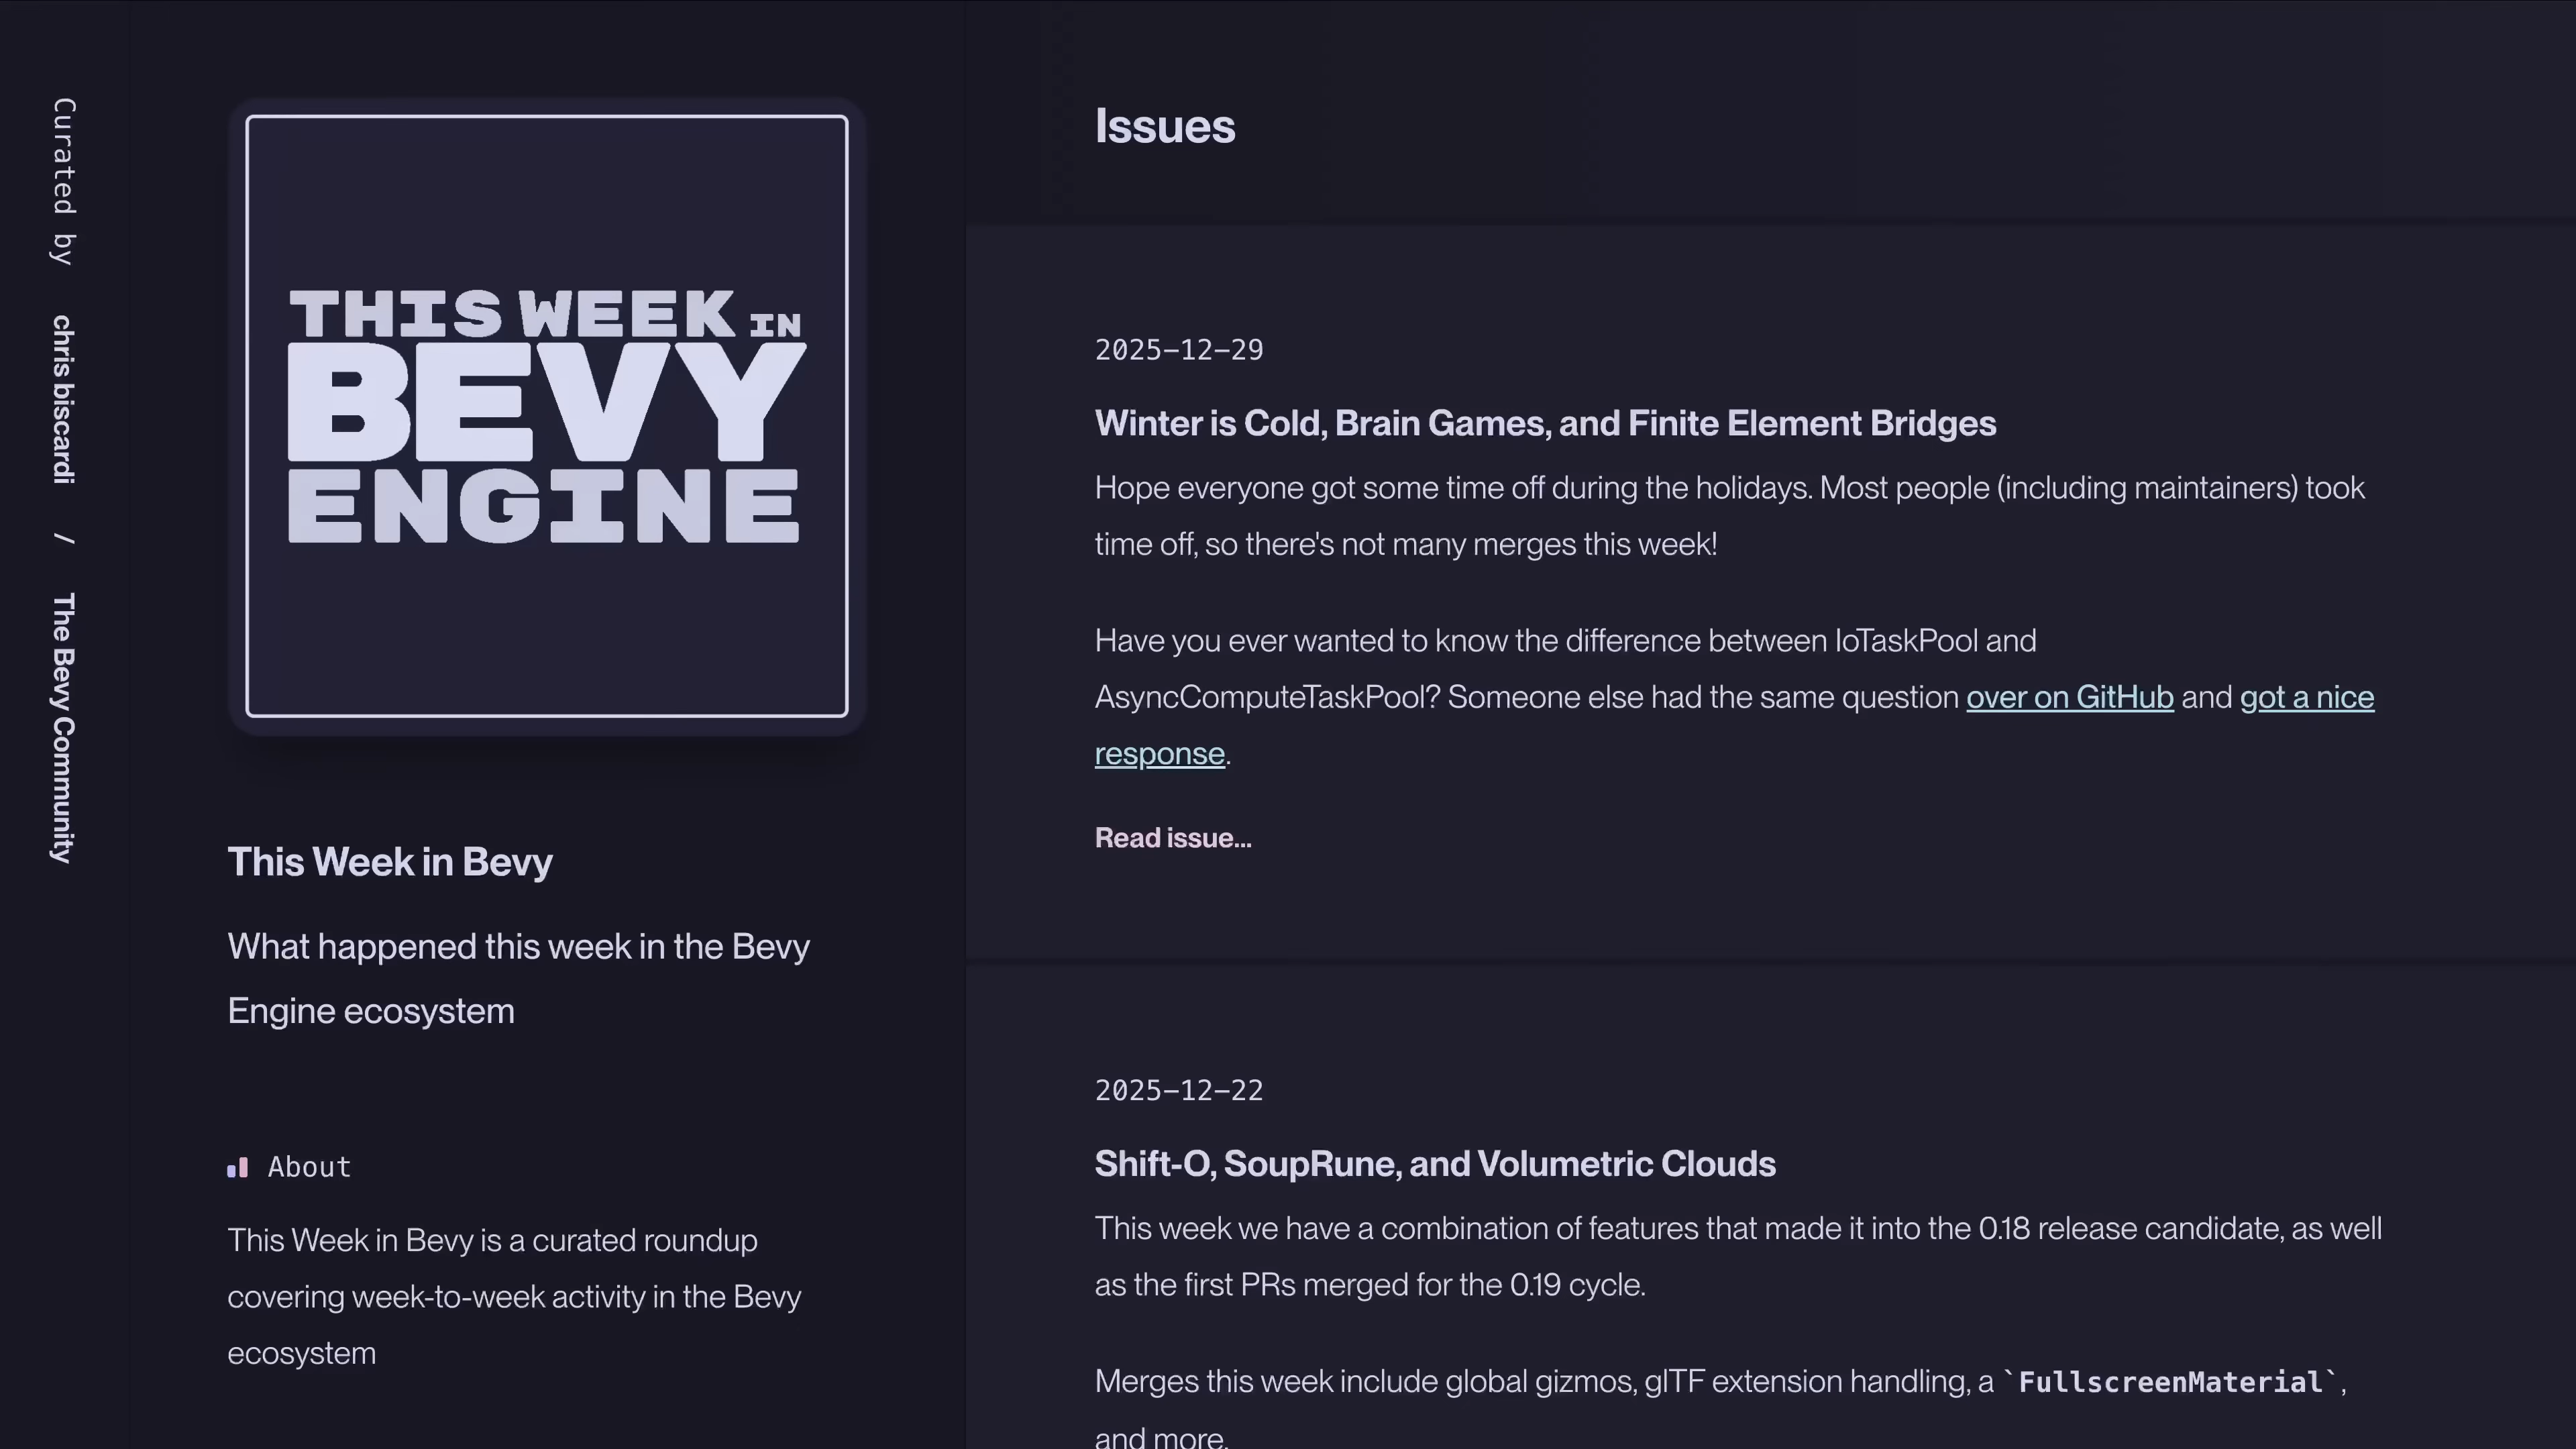 Curated by chris biscardi / The Bevy Community
THIS WEEK IN
BEVY
ENGINE
This Week in Bevy
What happened this week in the Bevy
Engine ecosystem
About
This Week in Bevy is a curated roundup
covering week-to-week activity in the Bevy
ecosystem
Issues
2025-12-29
Winter is Cold, Brain Games, and Finite Element Bridges
Hope everyone got some time off during the holidays. Most people (including maintainers) took
time off, so there's not many merges this week!
Have you ever wanted to know the difference between IoTaskPool and
AsyncComputeTaskPool? Someone else had the same question over on GitHub and got a nice
response.
Read issue...
2025-12-22
Shift-O, SoupRune, and Volumetric Clouds
This week we have a combination of features that made it into the 0.18 release candidate, as well
as the first PRs merged for the 0.19 cycle.
Merges this week include global gizmos, glTF extension handling, a `FullscreenMaterial`,
and more.